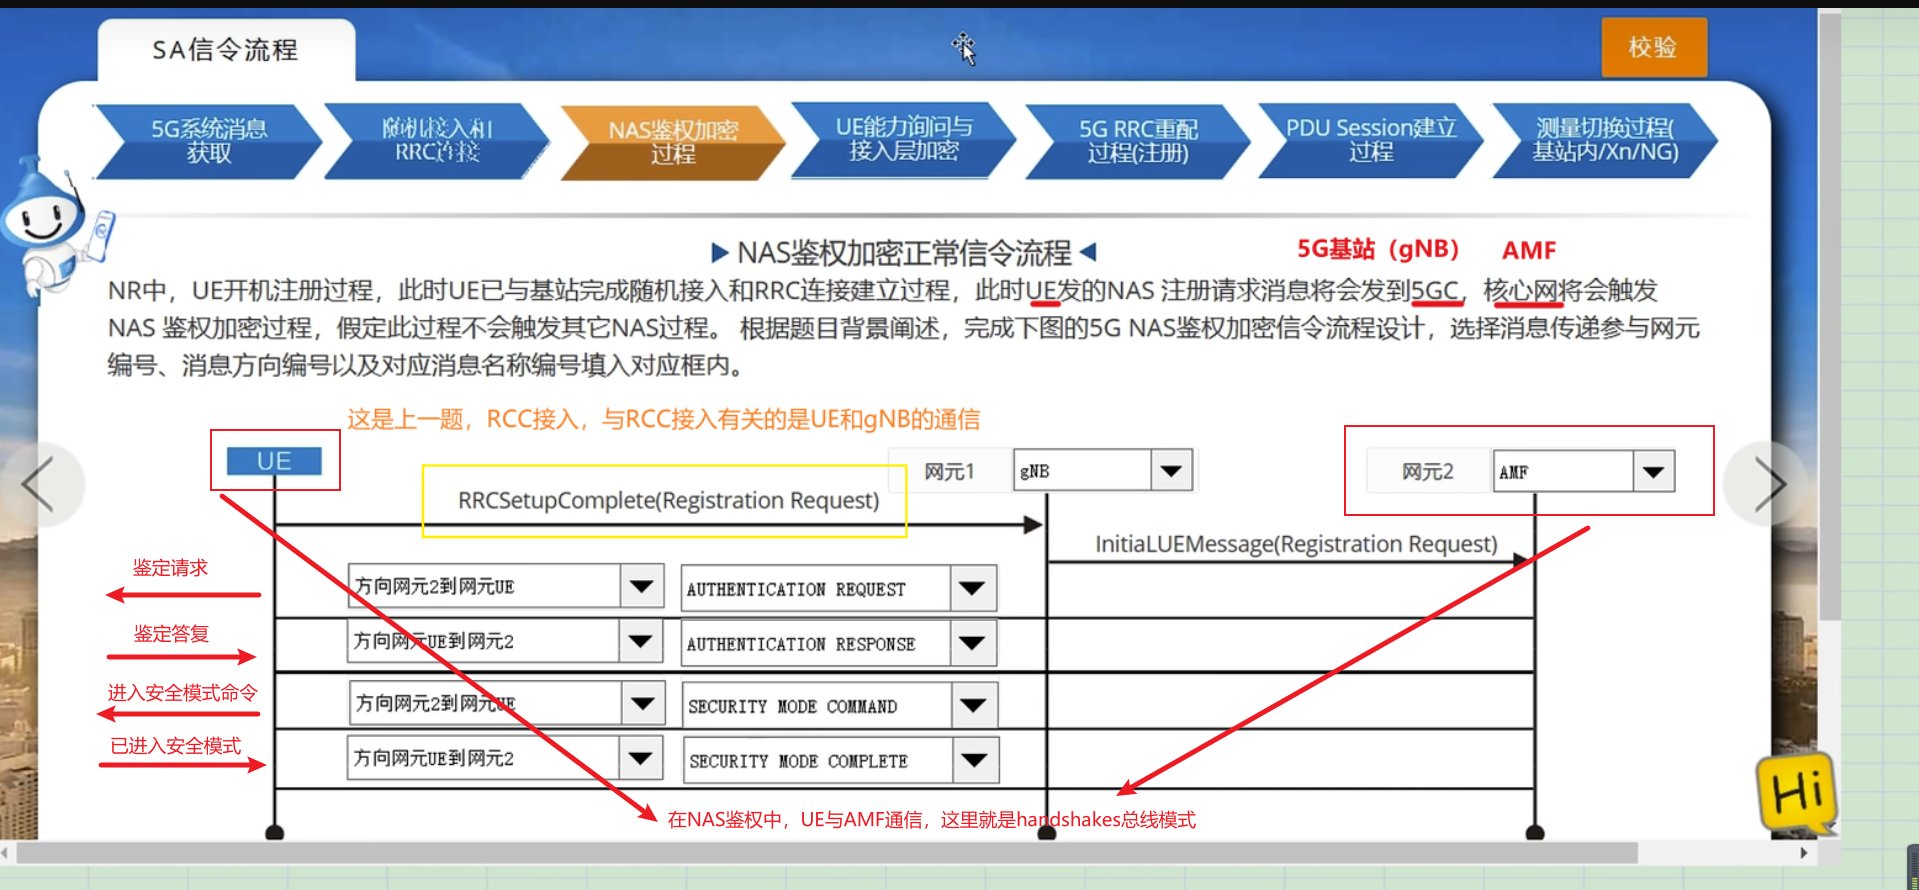 SA信令流程
校验
5G系统消息
获取
随机接入和
RRC连接
NAS鉴权加密
过程
UE能力询问与
接入层加密
5G RRC重配
过程(注册)
PDU Session建立
过程
测量切换过程(
基站内/Xn/NG)
NAS鉴权加密正常信令流程
5G基站（gNB）
AMF
NR中，UE开机注册过程，此时UE已与基站完成随机接入和RRC连接建立过程，此时UE发的NAS 注册请求消息将会发到5GC，核心网将会触发
NAS 鉴权加密过程，假定此过程不会触发其它NAS过程。 根据题目背景阐述，完成下图的5G NAS鉴权加密信令流程设计，选择消息传递参与网元
编号、消息方向编号以及对应消息名称编号填入对应框内。
这是上一题，RCC接入，与RCC接入有关的是UE和gNB的通信
UE
网元1
gNB
网元2
AMF
RRCSetupComplete(Registration Request)
InitiaLUEMessage(Registration Request)
鉴定请求
方向网元2到网元UE
AUTHENTICATION REQUEST
鉴定答复
方向网元UE到网元2
AUTHENTICATION RESPONSE
进入安全模式命令
方向网元2到网元UE
SECURITY MODE COMMAND
已进入安全模式
方向网元UE到网元2
SECURITY MODE COMPLETE
在NAS鉴权中，UE与AMF通信，这里就是handshakes总线模式
Hi